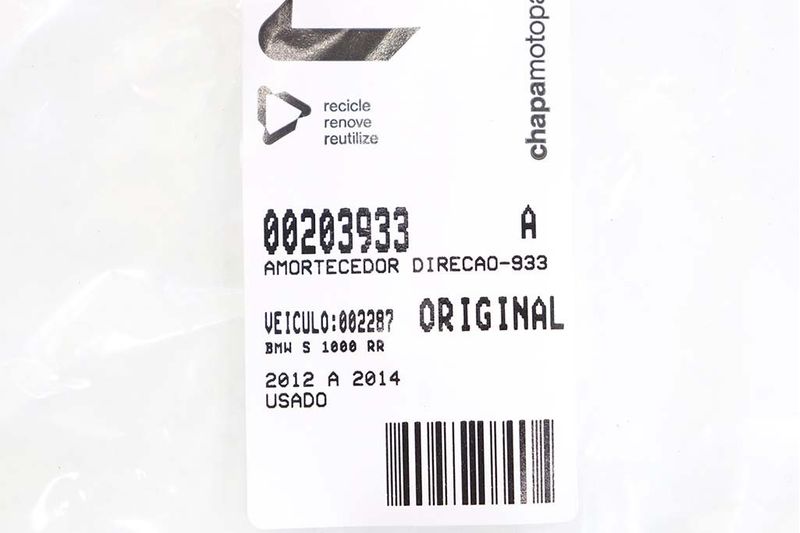 recicle
renove
reutilize
chapamotopa
00203933 A
AMORTECEDOR DIRECAO-933
VEICULO:002287 ORIGINAL
BMW S 1000 RR
2012 A 2014
USADO